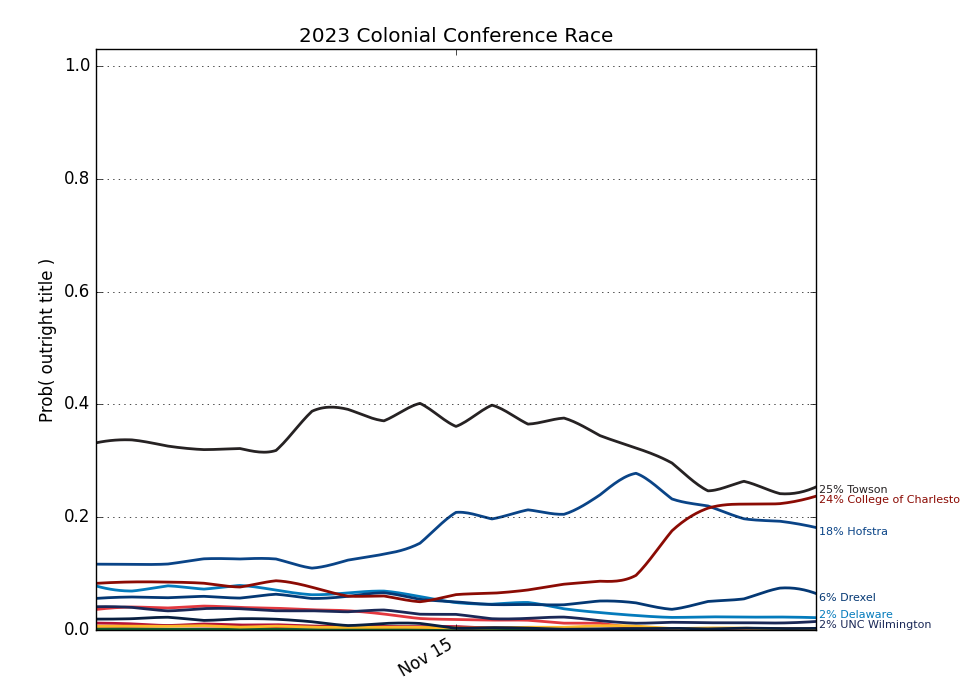 2023 Colonial Conference Race
1.0
0.8
0.6
0.4
0.2
0.0
Prob( outright title )
Nov 15
25% Towson
24% College of Charlesto
18% Hofstra
6% Drexel
2% Delaware
2% UNC Wilmington